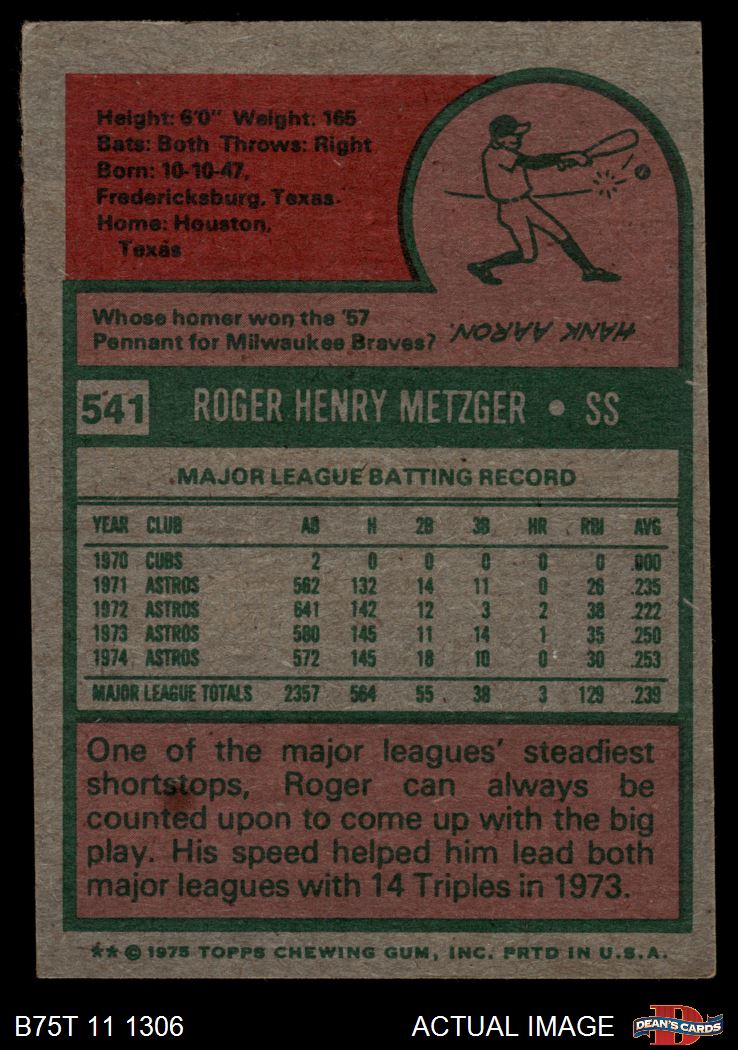 Height: 6'0" Weight: 165
Bats: Both Throws: Right
Born: 10-10-47,
Fredericksburg, Texas
Home: Houston,
Texas
Whose homer won the '57
Pennant for Milwaukee Braves?
HANK AARON.
541 ROGER HENRY METZGER • SS
MAJOR LEAGUE BATTING RECORD
YEAR CLUB AB H 2B 3B HR RBI AVG
1970 CUBS 2 0 0 0 0 0 .000
1971 ASTROS 562 132 14 11 0 26 .235
1972 ASTROS 641 142 12 3 2 38 .222
1973 ASTROS 580 145 11 14 1 35 .250
1974 ASTROS 572 145 18 10 0 30 .253
MAJOR LEAGUE TOTALS 2357 564 55 38 3 129 .239
One of the major leagues' steadiest
shortstops, Roger can always be
counted upon to come up with the big
play. His speed helped him lead both
major leagues with 14 Triples in 1973.
** © 1975 TOPPS CHEWING GUM, INC. PRTD IN U.S.A.
B75T 11 1306 ACTUAL IMAGE
D
DEAN'S CARDS